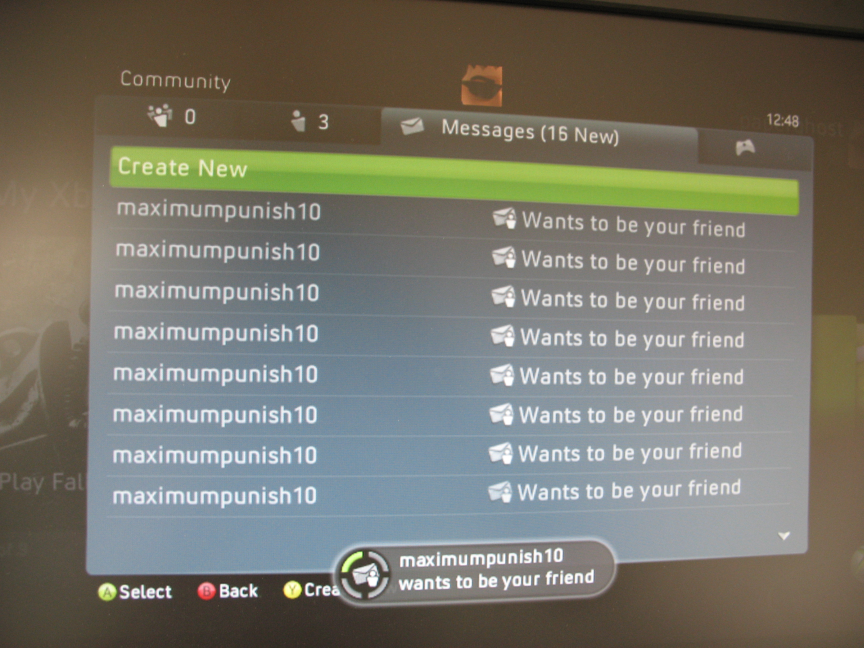 Community
0
3
Messages (16 New)
12:48
Create New
maximumpunish10 Wants to be your friend
maximumpunish10 Wants to be your friend
maximumpunish10 Wants to be your friend
maximumpunish10 Wants to be your friend
maximumpunish10 Wants to be your friend
maximumpunish10 Wants to be your friend
maximumpunish10 Wants to be your friend
maximumpunish10 Wants to be your friend
maximumpunish10
wants to be your friend
A Select B Back Y Crea
My Xb
Play Fal